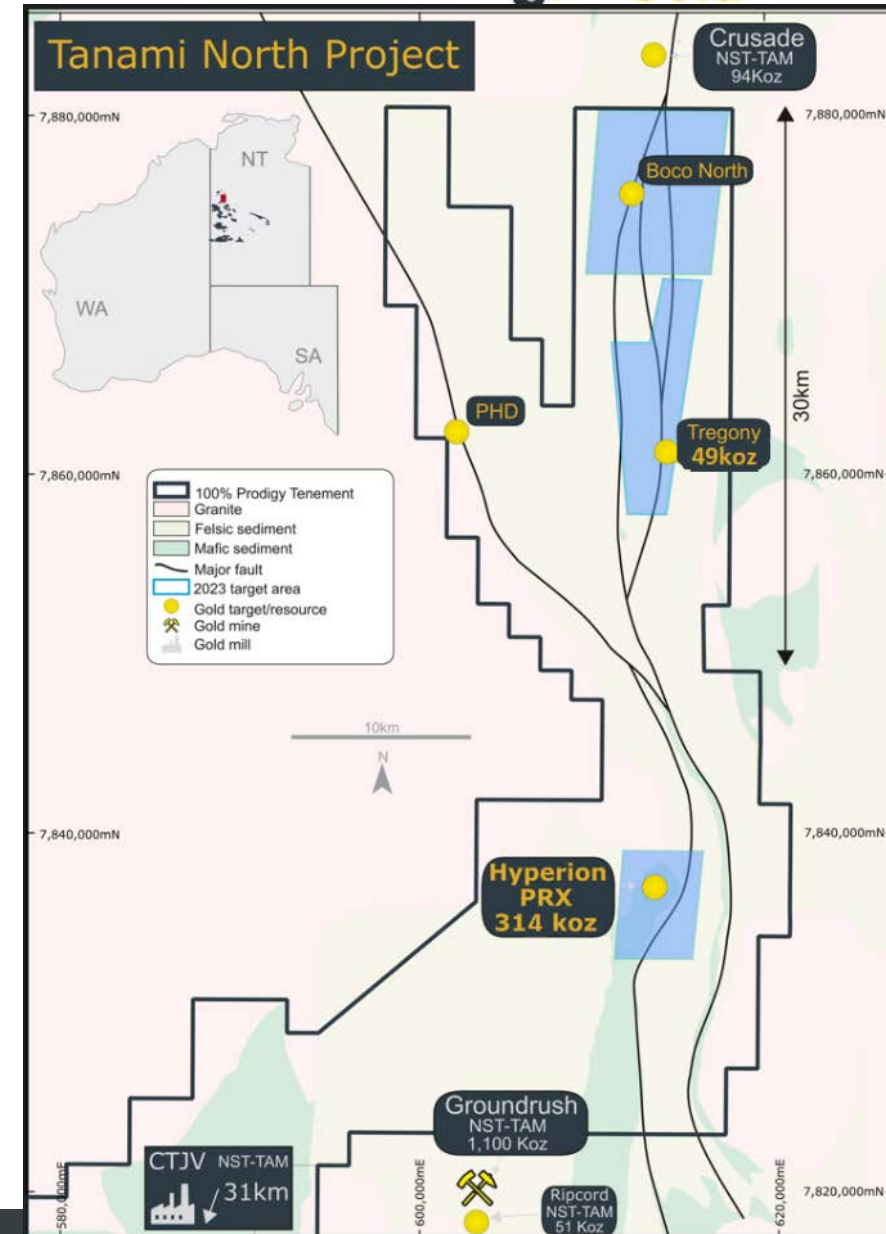 Tanami North Project
Crusade
NST-TAM
94Koz
7,880,000mN
7,880,000mN
NT
WA
SA
Boco North
30km
PHD
Tregony
49koz
7,860,000mN
7,860,000mN
100% Prodigy Tenement
Granite
Felsic sediment
Mafic sediment
Major fault
2023 target area
Gold target/resource
Gold mine
Gold mill
10km
N
7,840,000mN
7,840,000mN
Hyperion
PRX
314 koz
Groundrush
NST-TAM
1,100 Koz
CTJV NST-TAM
31km
Ripcord
NST-TAM
51 Koz
7,820,000mN
580,000mE
600,000mE
620,000mE